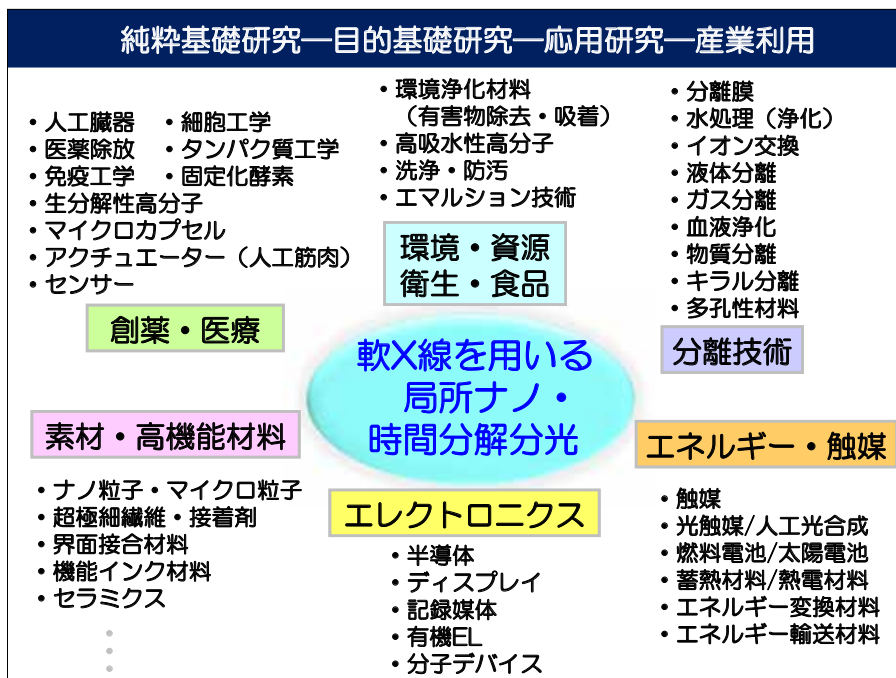 純粋基礎研究―目的基礎研究―応用研究―産業利用
・人工臓器 ・細胞工学
・医薬除放 ・タンパク質工学
・免疫工学 ・固定化酵素
・生分解性高分子
・マイクロカプセル
・アクチュエーター（人工筋肉）
・センサー
創薬・医療
・環境浄化材料
（有害物除去・吸着）
・高吸水性高分子
・洗浄・防汚
・エマルション技術
環境・資源
衛生・食品
・分離膜
・水処理（浄化）
・イオン交換
・液体分離
・ガス分離
・血液浄化
・物質分離
・キラル分離
・多孔性材料
分離技術
軟X線を用いる
局所ナノ・
時間分解分光
素材・高機能材料
・ナノ粒子・マイクロ粒子
・超極細繊維・接着剤
・界面接合材料
・機能インク材料
・セラミクス
・
・
・
エレクトロニクス
・半導体
・ディスプレイ
・記録媒体
・有機EL
・分子デバイス
エネルギー・触媒
・触媒
・光触媒/人工光合成
・燃料電池/太陽電池
・蓄熱材料/熱電材料
・エネルギー変換材料
・エネルギー輸送材料